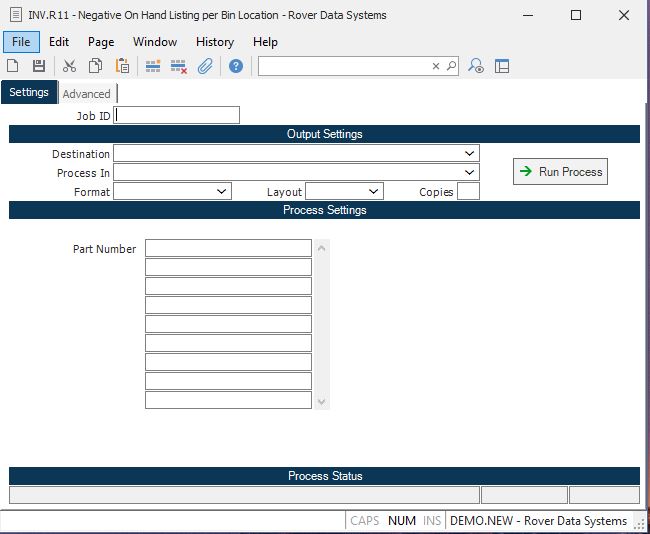 INV.R11 - Negative On Hand Listing per Bin Location - Rover Data Systems
File Edit Page Window History Help
Settings Advanced
Job ID
Output Settings
Destination
Process In
Run Process
Format Layout Copies
Process Settings
Part Number
Process Status
CAPS NUM INS DEMO.NEW - Rover Data Systems